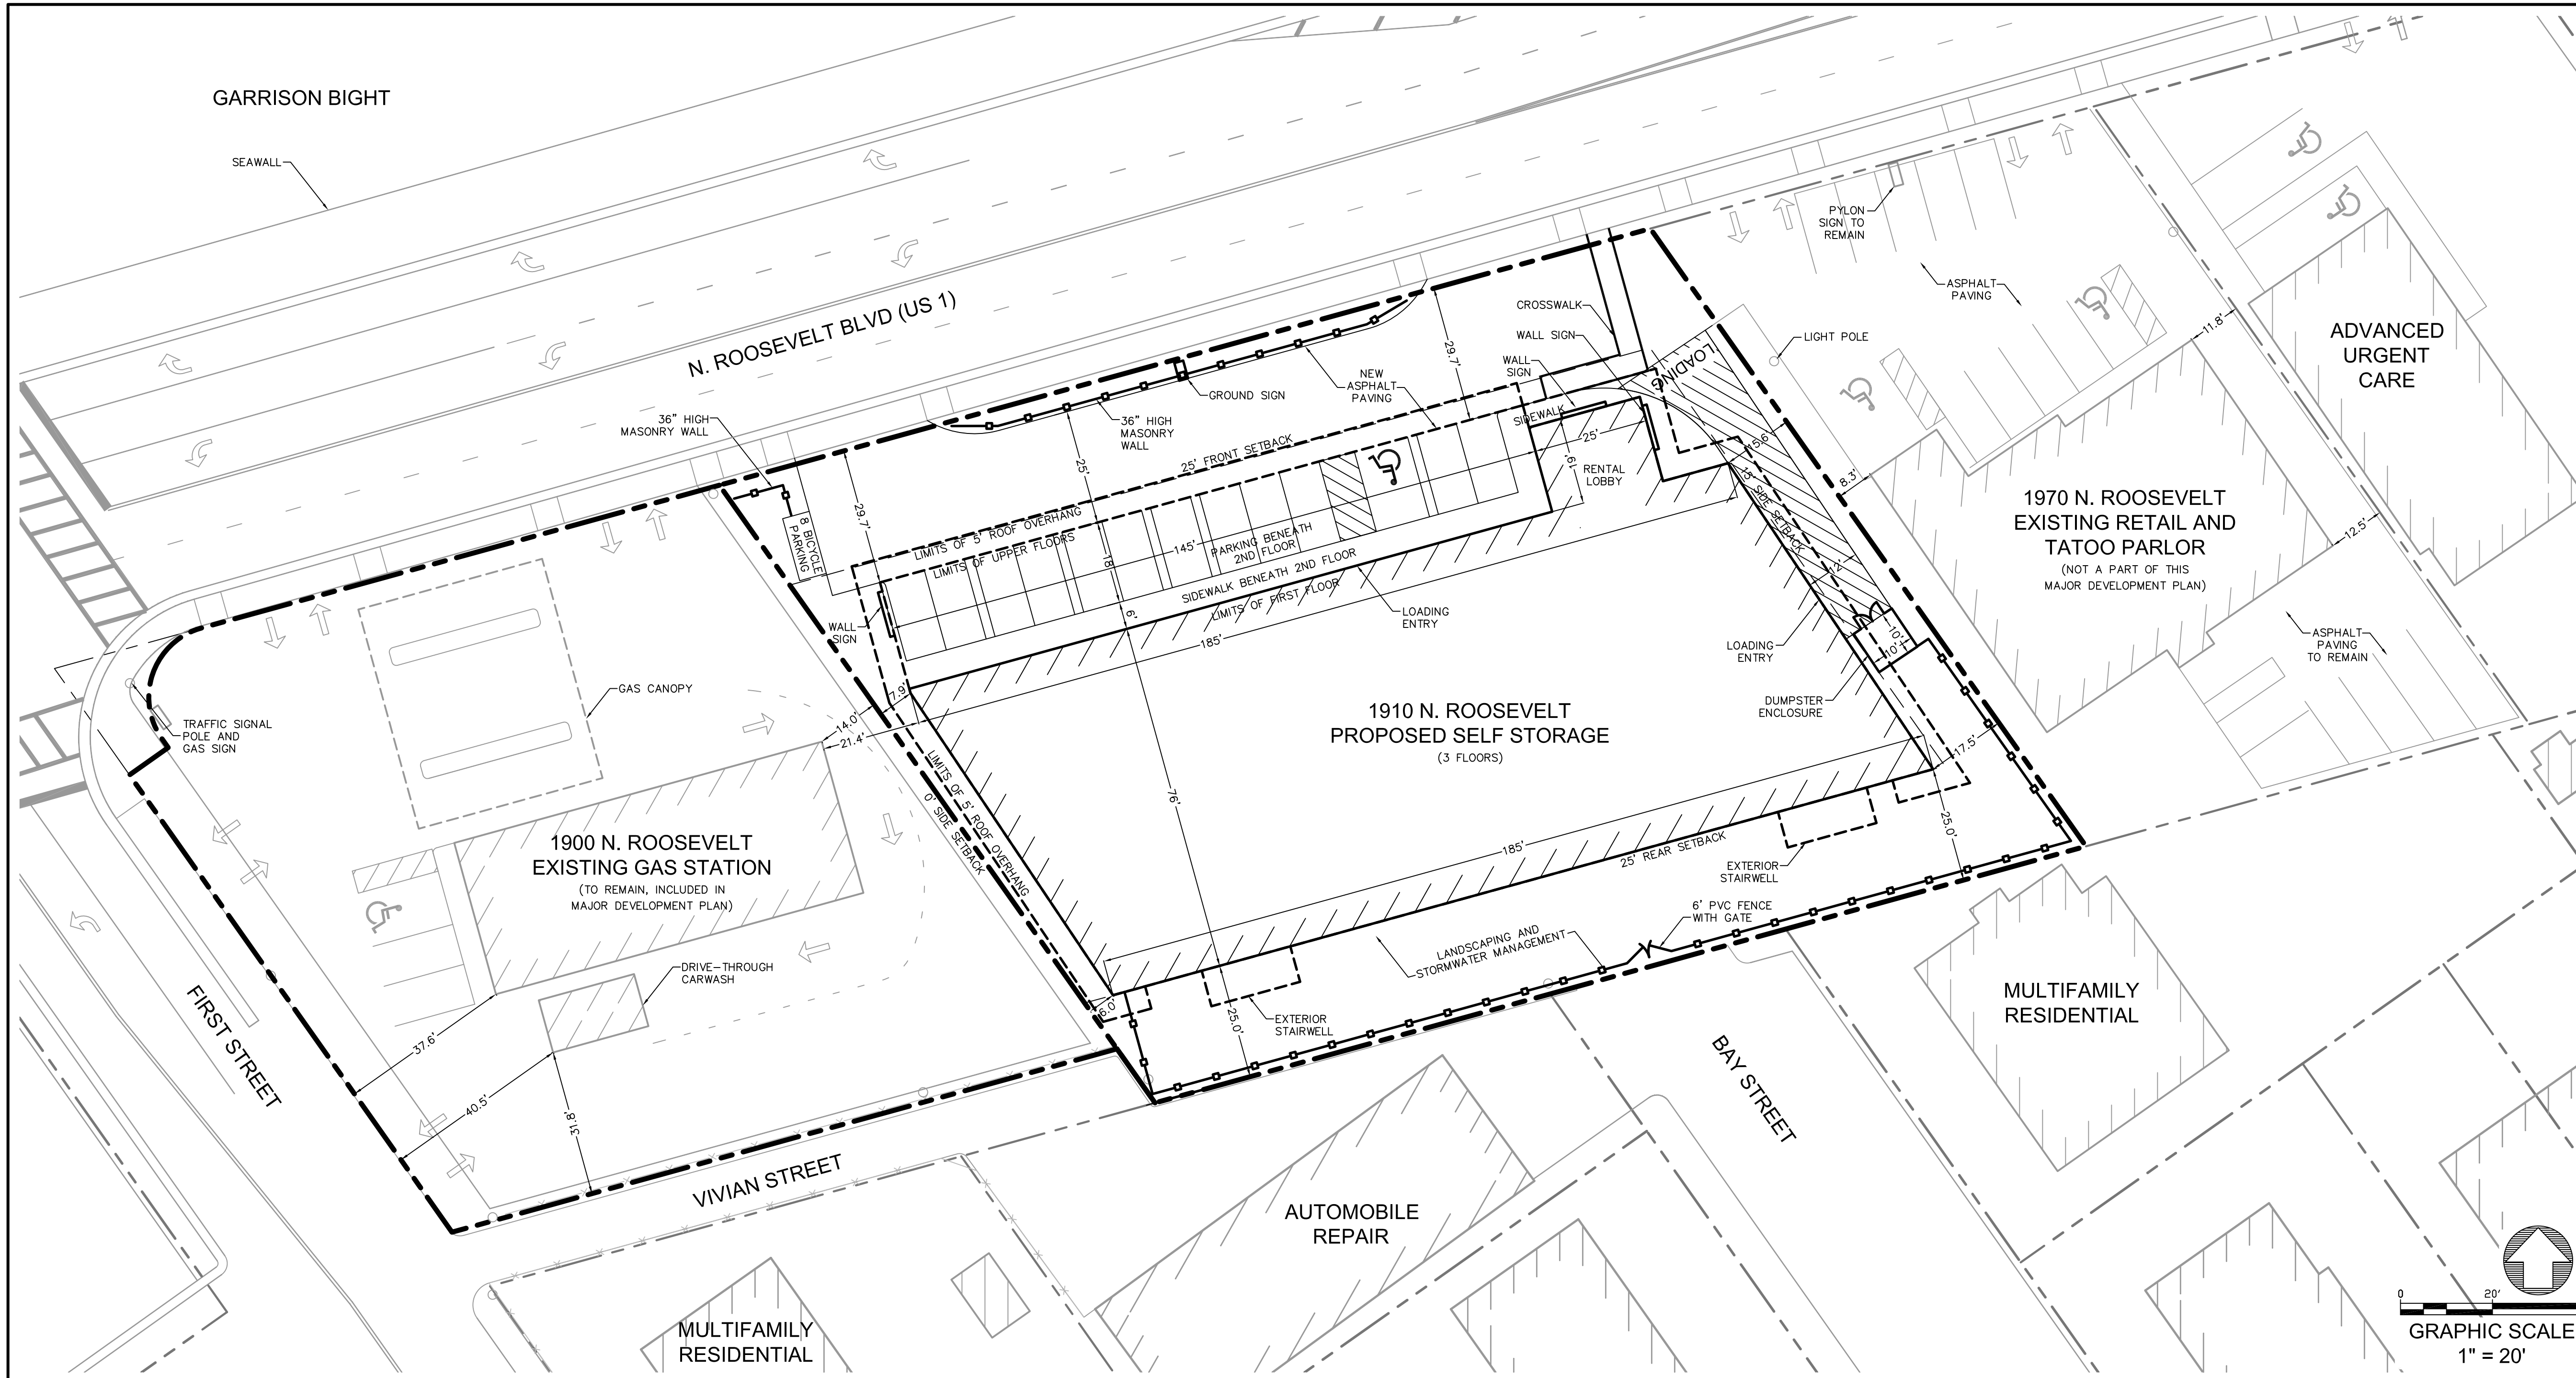 GARRISON BIGHT
SEAWALL
N. ROOSEVELT BLVD (US 1)
36" HIGH
MASONRY WALL
GROUND SIGN
36" HIGH
MASONRY
WALL
NEW
ASPHALT
PAVING
29.7'
CROSSWALK
WALL SIGN
WALL
SIGN
LOADING
LIGHT POLE
PYLON
SIGN TO
REMAIN
ASPHALT
PAVING
11.8'
ADVANCED
URGENT
CARE
8 BICYCLE
PARKING
29.7'
25'
25' FRONT SETBACK
LIMITS OF 5' ROOF OVERHANG
LIMITS OF UPPER FLOORS
145'
18'
6'
PARKING BENEATH
2ND FLOOR
SIDEWALK BENEATH 2ND FLOOR
LIMITS OF FIRST FLOOR
185'
LOADING
ENTRY
SIDEWALK
25'
19'
RENTAL
LOBBY
15.6'
15' SIDE SETBACK
8.3'
12'
1970 N. ROOSEVELT
EXISTING RETAIL AND
TATOO PARLOR
(NOT A PART OF THIS
MAJOR DEVELOPMENT PLAN)
12.5'
ASPHALT
PAVING
TO REMAIN
WALL
SIGN
LOADING
ENTRY
10'
10'
DUMPSTER
ENCLOSURE
17.5'
TRAFFIC SIGNAL
POLE AND
GAS SIGN
GAS CANOPY
7.9'
14.0'
21.4'
LIMITS OF 5' ROOF OVERHANG
0' SIDE SETBACK
76'
1910 N. ROOSEVELT
PROPOSED SELF STORAGE
(3 FLOORS)
1900 N. ROOSEVELT
EXISTING GAS STATION
(TO REMAIN, INCLUDED IN
MAJOR DEVELOPMENT PLAN)
185'
25' REAR SETBACK
EXTERIOR
STAIRWELL
25.0'
6' PVC FENCE
WITH GATE
LANDSCAPING AND
STORMWATER MANAGEMENT
DRIVE-THROUGH
CARWASH
6.0'
EXTERIOR
STAIRWELL
25.0'
FIRST STREET
37.6'
40.5'
31.8'
VIVIAN STREET
BAY STREET
MULTIFAMILY
RESIDENTIAL
AUTOMOBILE
REPAIR
MULTIFAMILY
RESIDENTIAL
0
20'
GRAPHIC SCALE
1" = 20'